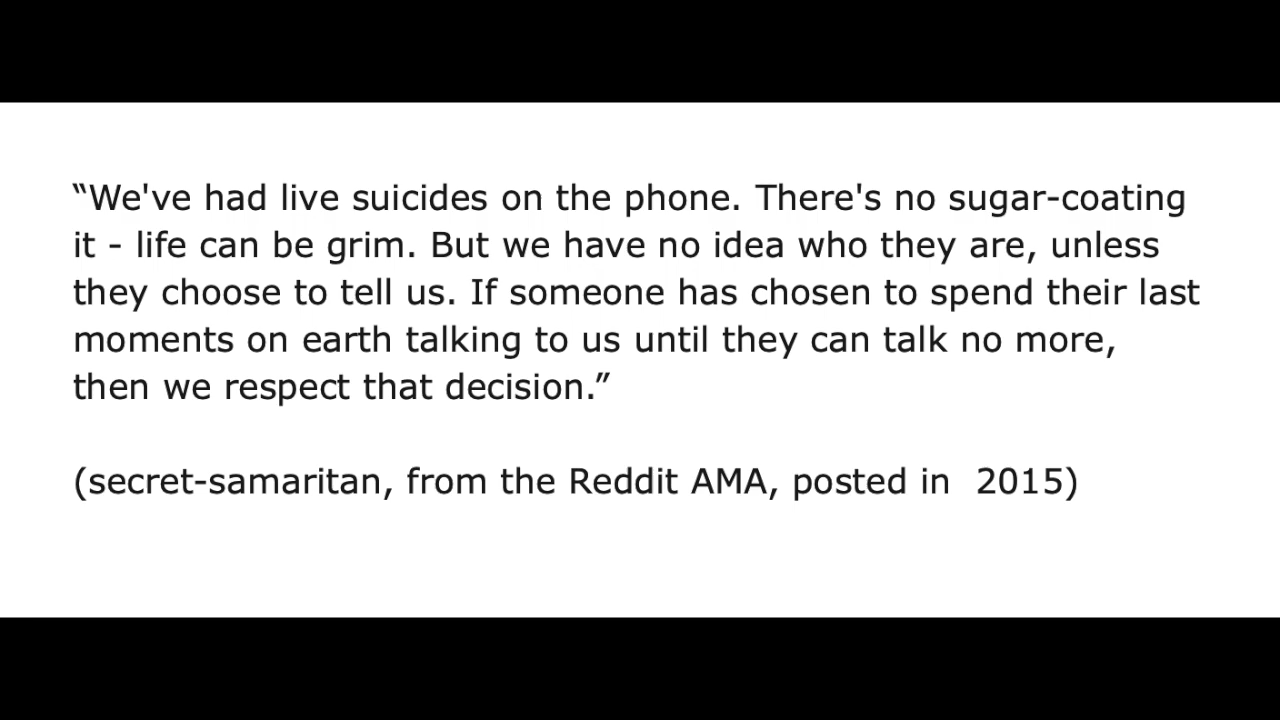 “We've had live suicides on the phone. There's no sugar-coating
it - life can be grim. But we have no idea who they are, unless
they choose to tell us. If someone has chosen to spend their last
moments on earth talking to us until they can talk no more,
then we respect that decision.”
(secret-samaritan, from the Reddit AMA, posted in  2015)